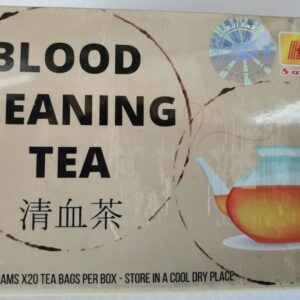 BLOOD
EANING
TEA
清血茶
AMS X20 TEA BAGS PER BOX - STORE IN A COOL DRY PLACE